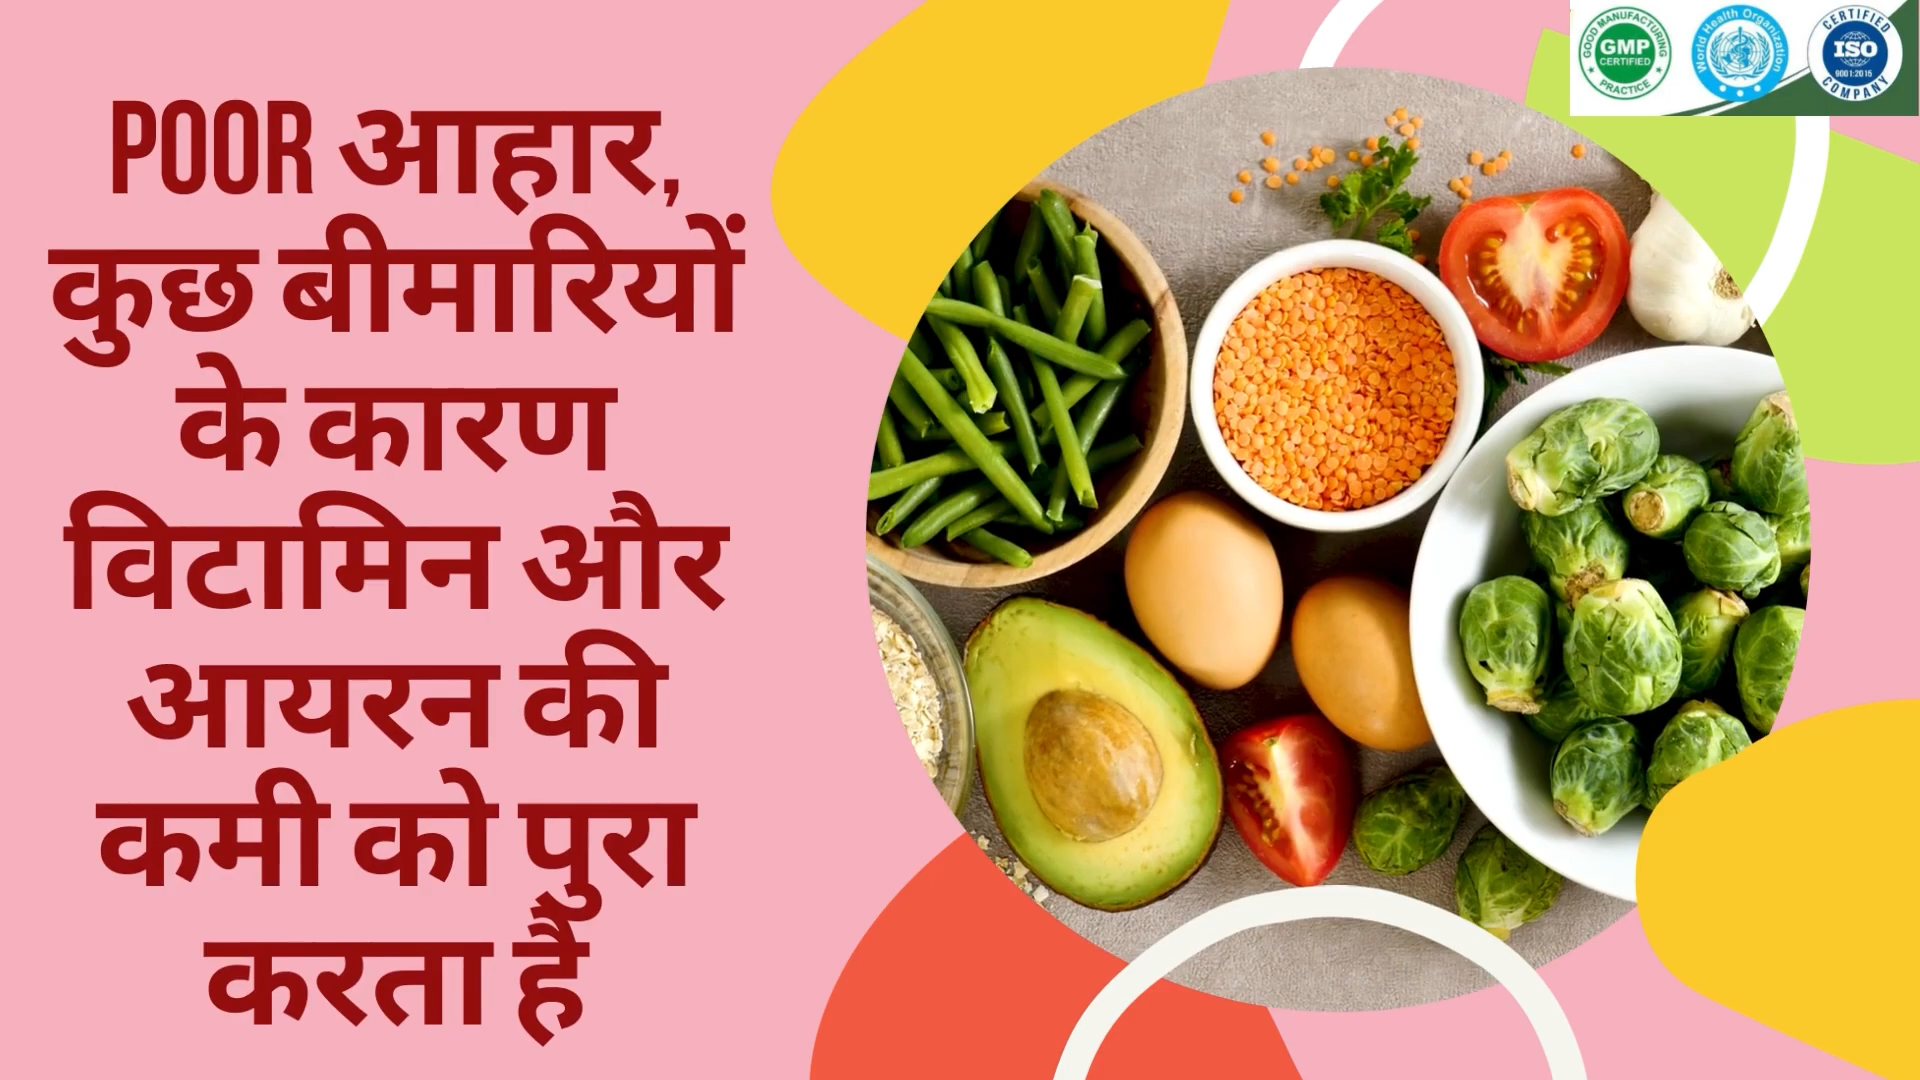 POOR आहार,
कुछ बीमारियों
के कारण
विटामिन और
आयरन की
कमी को पुरा
करता हैं
GOOD MANUFACTURING
GMP
CERTIFIED
PRACTICE
World Health Organization
CERTIFIED
ISO
9001:2015
COMPANY